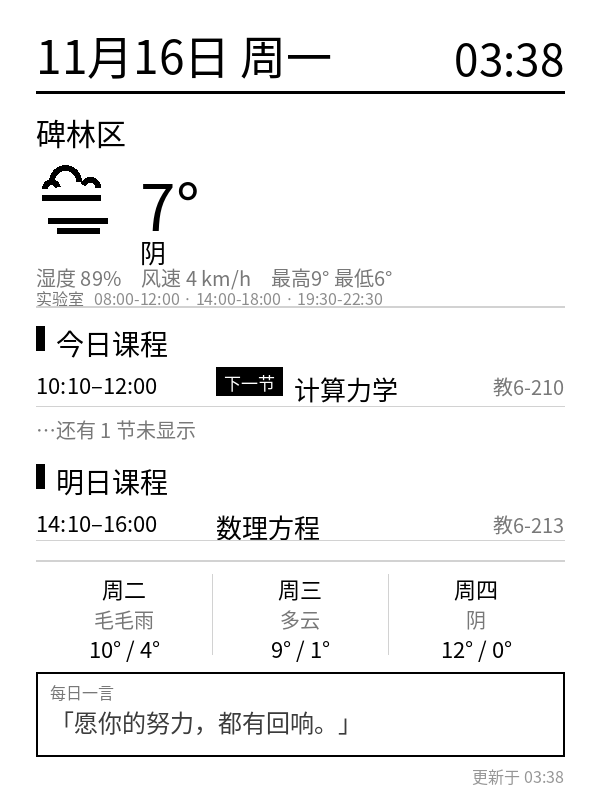 11月16日 周一 03:38
碑林区
7°
阴
湿度 89% 风速 4 km/h 最高9° 最低6°
实验室 08:00-12:00 · 14:00-18:00 · 19:30-22:30
今日课程
10:10–12:00 下一节 计算力学 教6-210
…还有 1 节未显示
明日课程
14:10–16:00 数理方程 教6-213
周二 周三 周四
毛毛雨 多云 阴
10° / 4° 9° / 1° 12° / 0°
每日一言
「愿你的努力，都有回响。」
更新于 03:38